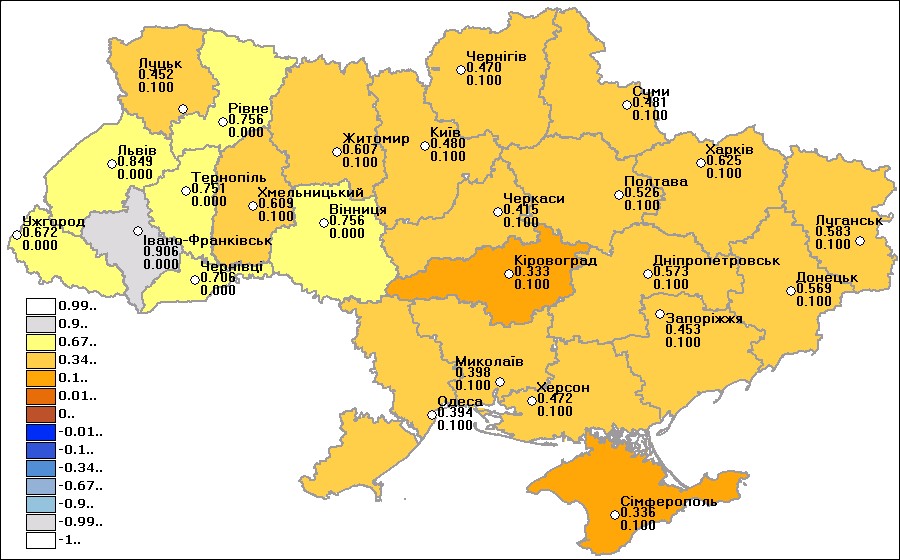 Чернігів
0.470
0.100
Луцьк
0.452
0.100
Суми
0.481
0.100
Рівне
0.756
0.000
Київ
0.480
0.100
Житомир
0.607
0.100
Львів
0.849
0.000
Харків
0.625
0.100
Тернопіль
0.751
0.000
Полтава
0.526
0.100
Хмельницький
0.609
0.100
Черкаси
0.415
0.100
Вінниця
0.756
0.000
Ужгород
0.672
0.000
Луганськ
0.583
0.100
Івано-Франківськ
0.906
0.000
Кіровоград
0.333
0.100
Дніпропетровськ
0.573
0.100
Чернівці
0.706
0.000
Донецьк
0.569
0.100
Запоріжжя
0.453
0.100
Миколаїв
0.398
0.100
Херсон
0.472
0.100
Одеса
0.394
0.100
Сімферополь
0.336
0.100
0.99..
0.9..
0.67..
0.34..
0.1..
0.01..
0..
-0.01..
-0.1..
-0.34..
-0.67..
-0.9..
-0.99..
-1..